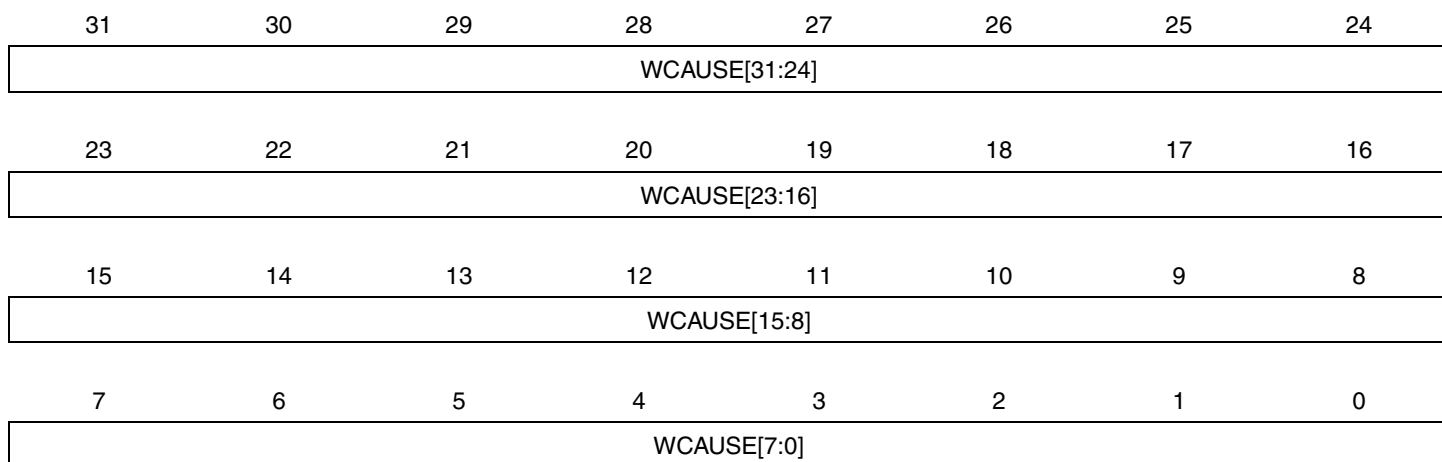 31 30 29 28 27 26 25 24
WCAUSE[31:24]
23 22 21 20 19 18 17 16
WCAUSE[23:16]
15 14 13 12 11 10 9 8
WCAUSE[15:8]
7 6 5 4 3 2 1 0
WCAUSE[7:0]